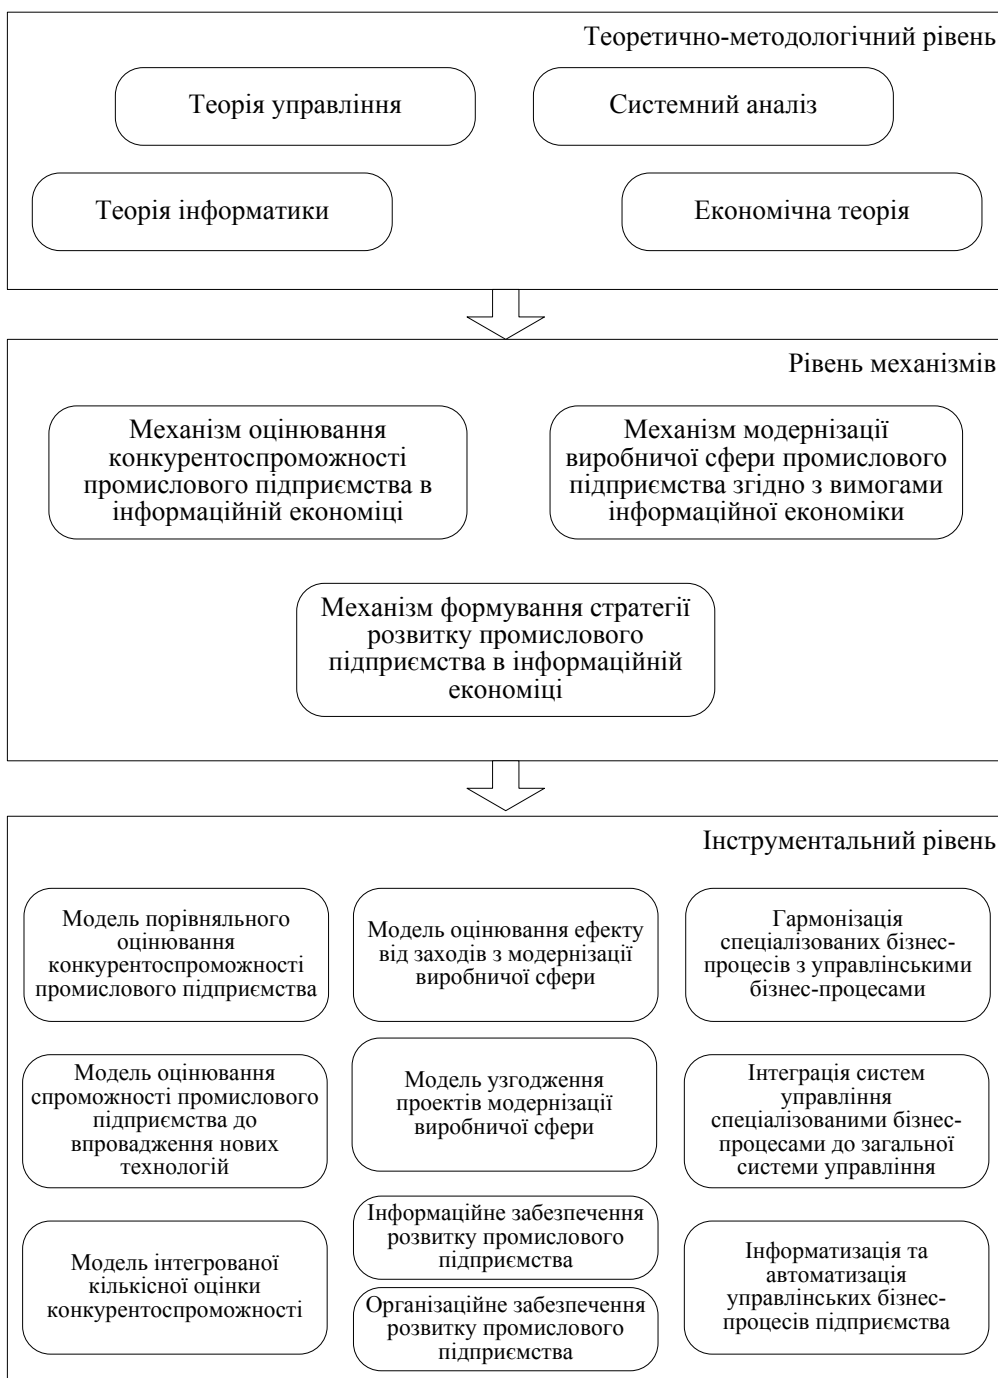 Теоретично-методологічний рівень
Теорія управління
Системний аналіз
Теорія інформатики
Економічна теорія
Рівень механізмів
Механізм оцінювання
конкурентоспроможності
промислового підприємства в
інформаційній економіці
Механізм модернізації
виробничої сфери промислового
підприємства згідно з вимогами
інформаційної економіки
Механізм формування стратегії
розвитку промислового
підприємства в інформаційній
економіці
Інструментальний рівень
Модель порівняльного
оцінювання
конкурентоспроможності
промислового підприємства
Модель оцінювання ефекту
від заходів з модернізації
виробничої сфери
Гармонізація
спеціалізованих бізнес-
процесів з управлінськими
бізнес-процесами
Модель оцінювання
спроможності промислового
підприємства до
впровадження нових
технологій
Модель узгодження
проектів модернізації
виробничої сфери
Інтеграція систем
управління
спеціалізованими бізнес-
процесами до загальної
системи управління
Модель інтегрованої
кількісної оцінки
конкурентоспроможності
Інформаційне забезпечення
розвитку промислового
підприємства
Організаційне забезпечення
розвитку промислового
підприємства
Інформатизація та
автоматизація
управлінських бізнес-
процесів підприємства